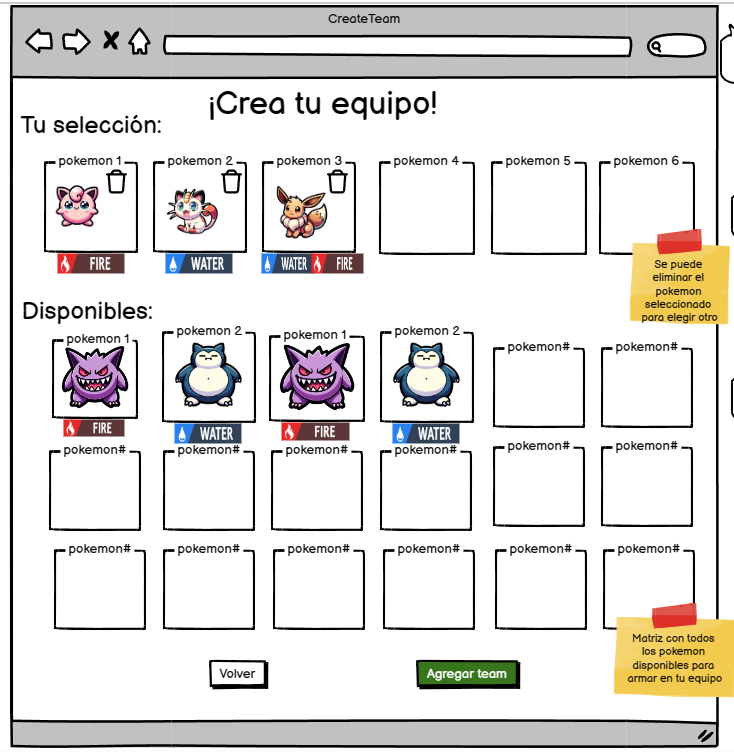 CreateTeam
¡Crea tu equipo!
Tu selección:
pokemon 1
pokemon 2
pokemon 3
pokemon 4
pokemon 5
pokemon 6
FIRE
WATER
WATER
FIRE
Se puede
eliminar el
pokemon
seleccionado
para elegir otro
Disponibles:
pokemon 1
pokemon 2
pokemon 1
pokemon 2
pokemon#
pokemon#
FIRE
WATER
FIRE
WATER
pokemon#
pokemon#
pokemon#
pokemon#
pokemon#
pokemon#
pokemon#
pokemon#
pokemon#
pokemon#
pokemon#
pokemon#
Matriz con todos
los pokemon
disponibles para
armar en tu equipo
Volver
Agregar team